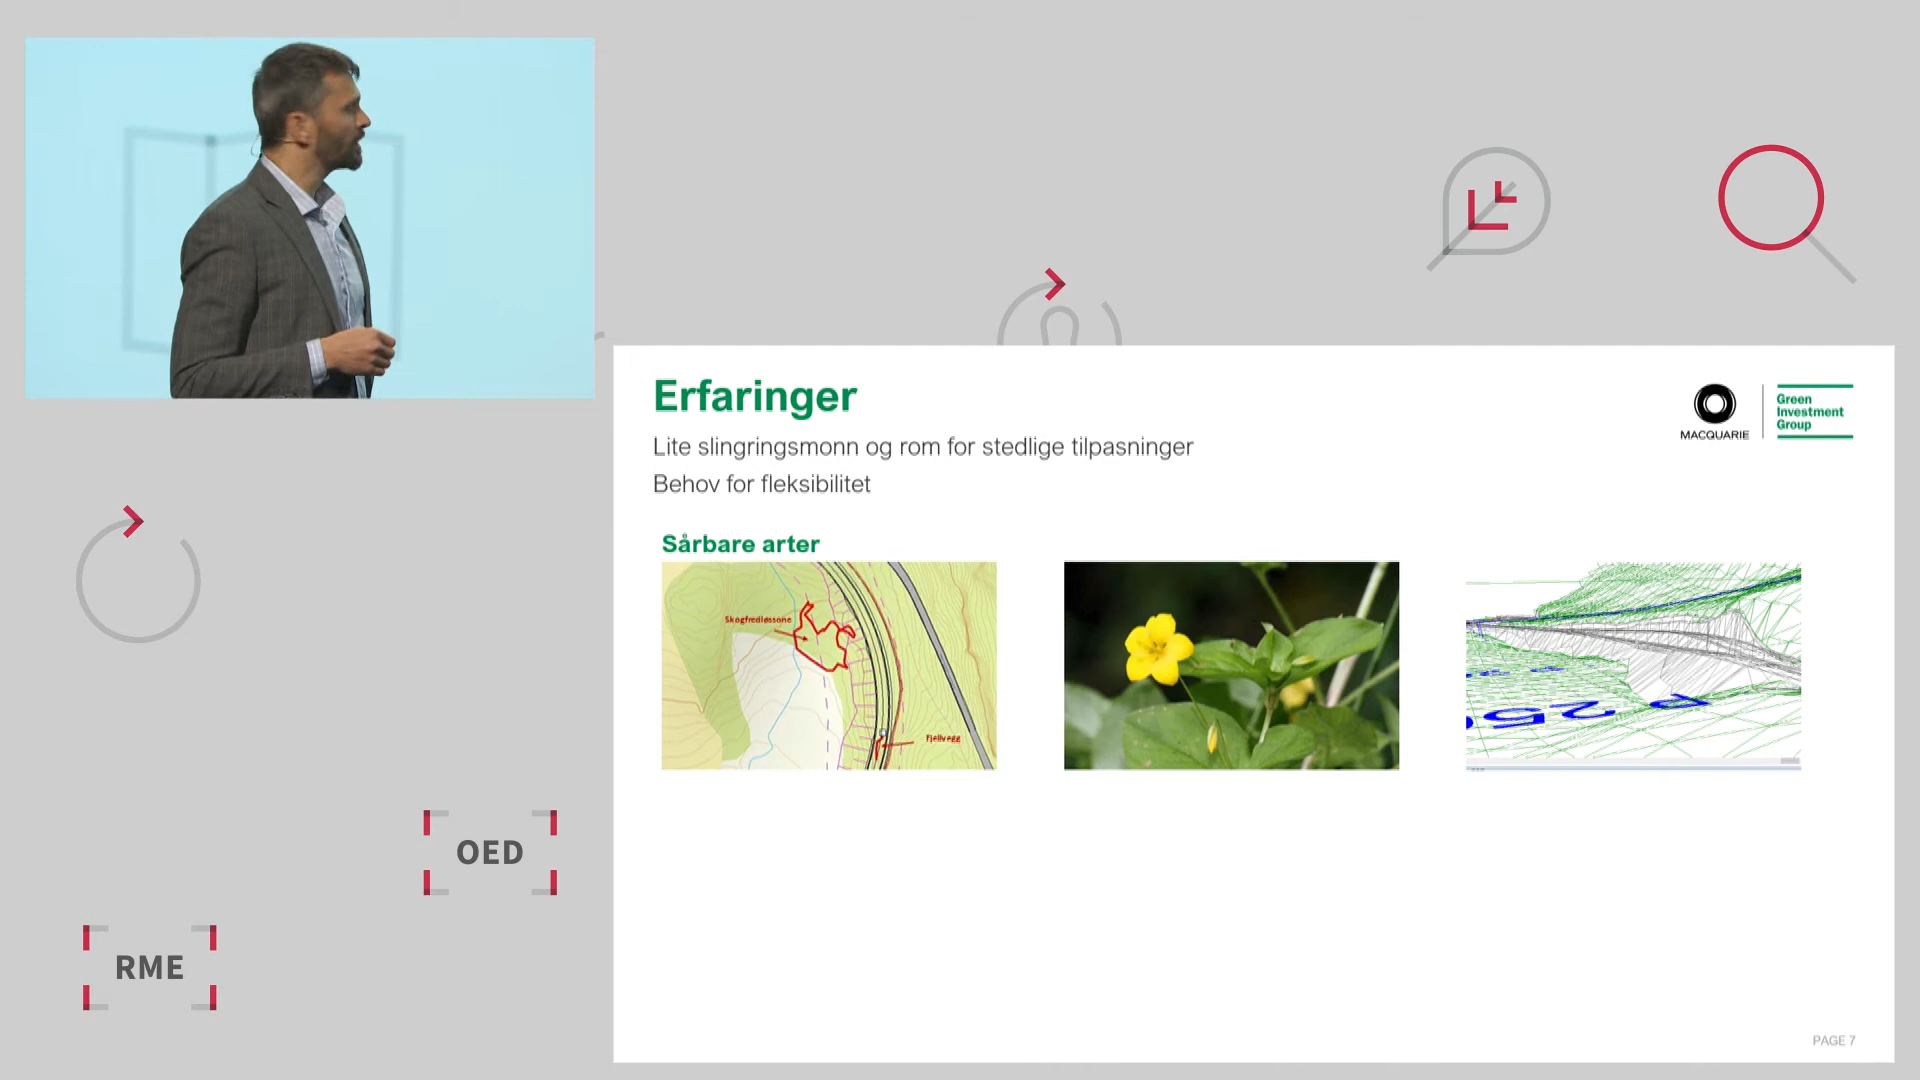 Erfaringer
Lite slingringsmonn og rom for stedlige tilpasninger
Behov for fleksibilitet
MACQUARIE
Green
Investment
Group
Sårbare arter
Skogfredløssone
Fjellvegg
OED
RME
PAGE 7